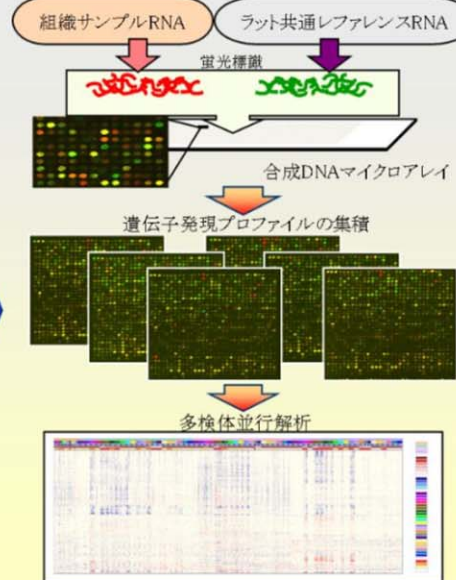 組織サンプルRNA
ラット共通レファレンスRNA
蛍光標識
合成DNAマイクロアレイ
遺伝子発現プロファイルの集積
多検体並行解析